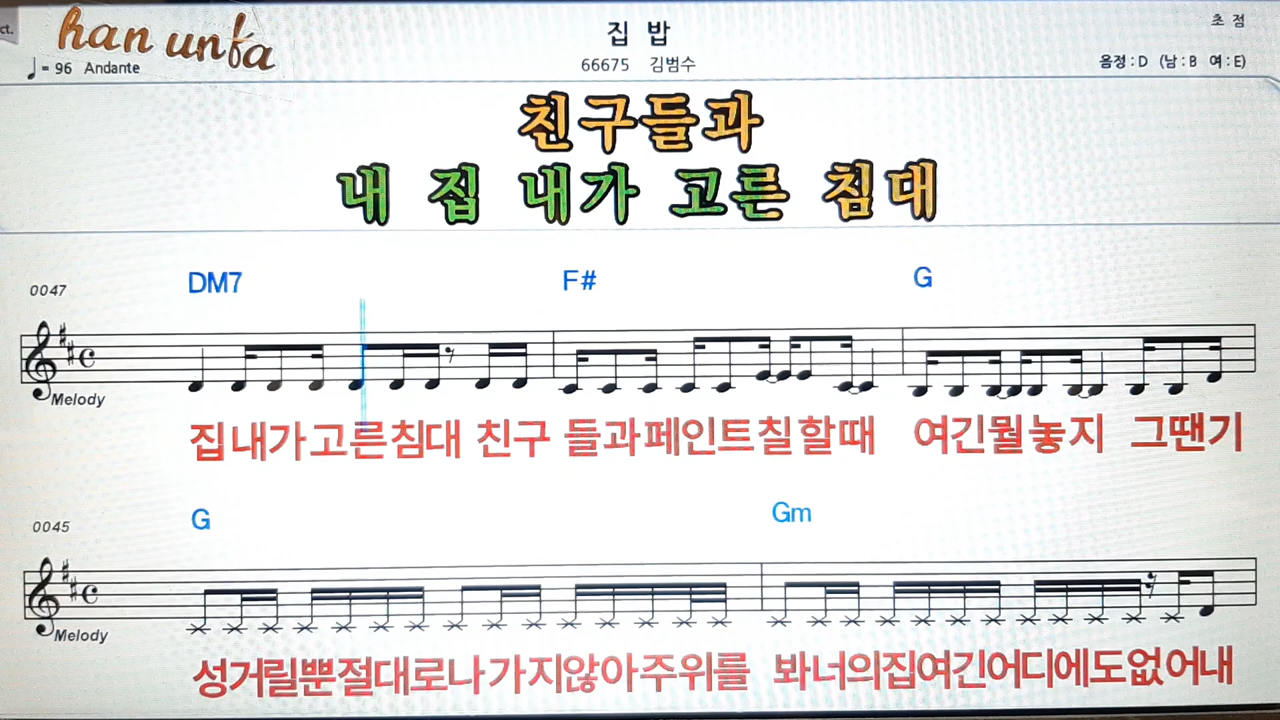 ct.
han unfa
집 밥
초 점
♩= 96 Andante
66675 김범수
음정 : D (남 : B 여 : E)
친구들과
내 집 내가 고른 침대
DM7 F# G
0047
Melody
집내가고른침대 친구 들과페인트칠할때 여긴뭘놓지 그땐기
G Gm
0045
Melody
성거릴뿐절대로나가지않아주위를 봐너의집여긴어디에도없어내